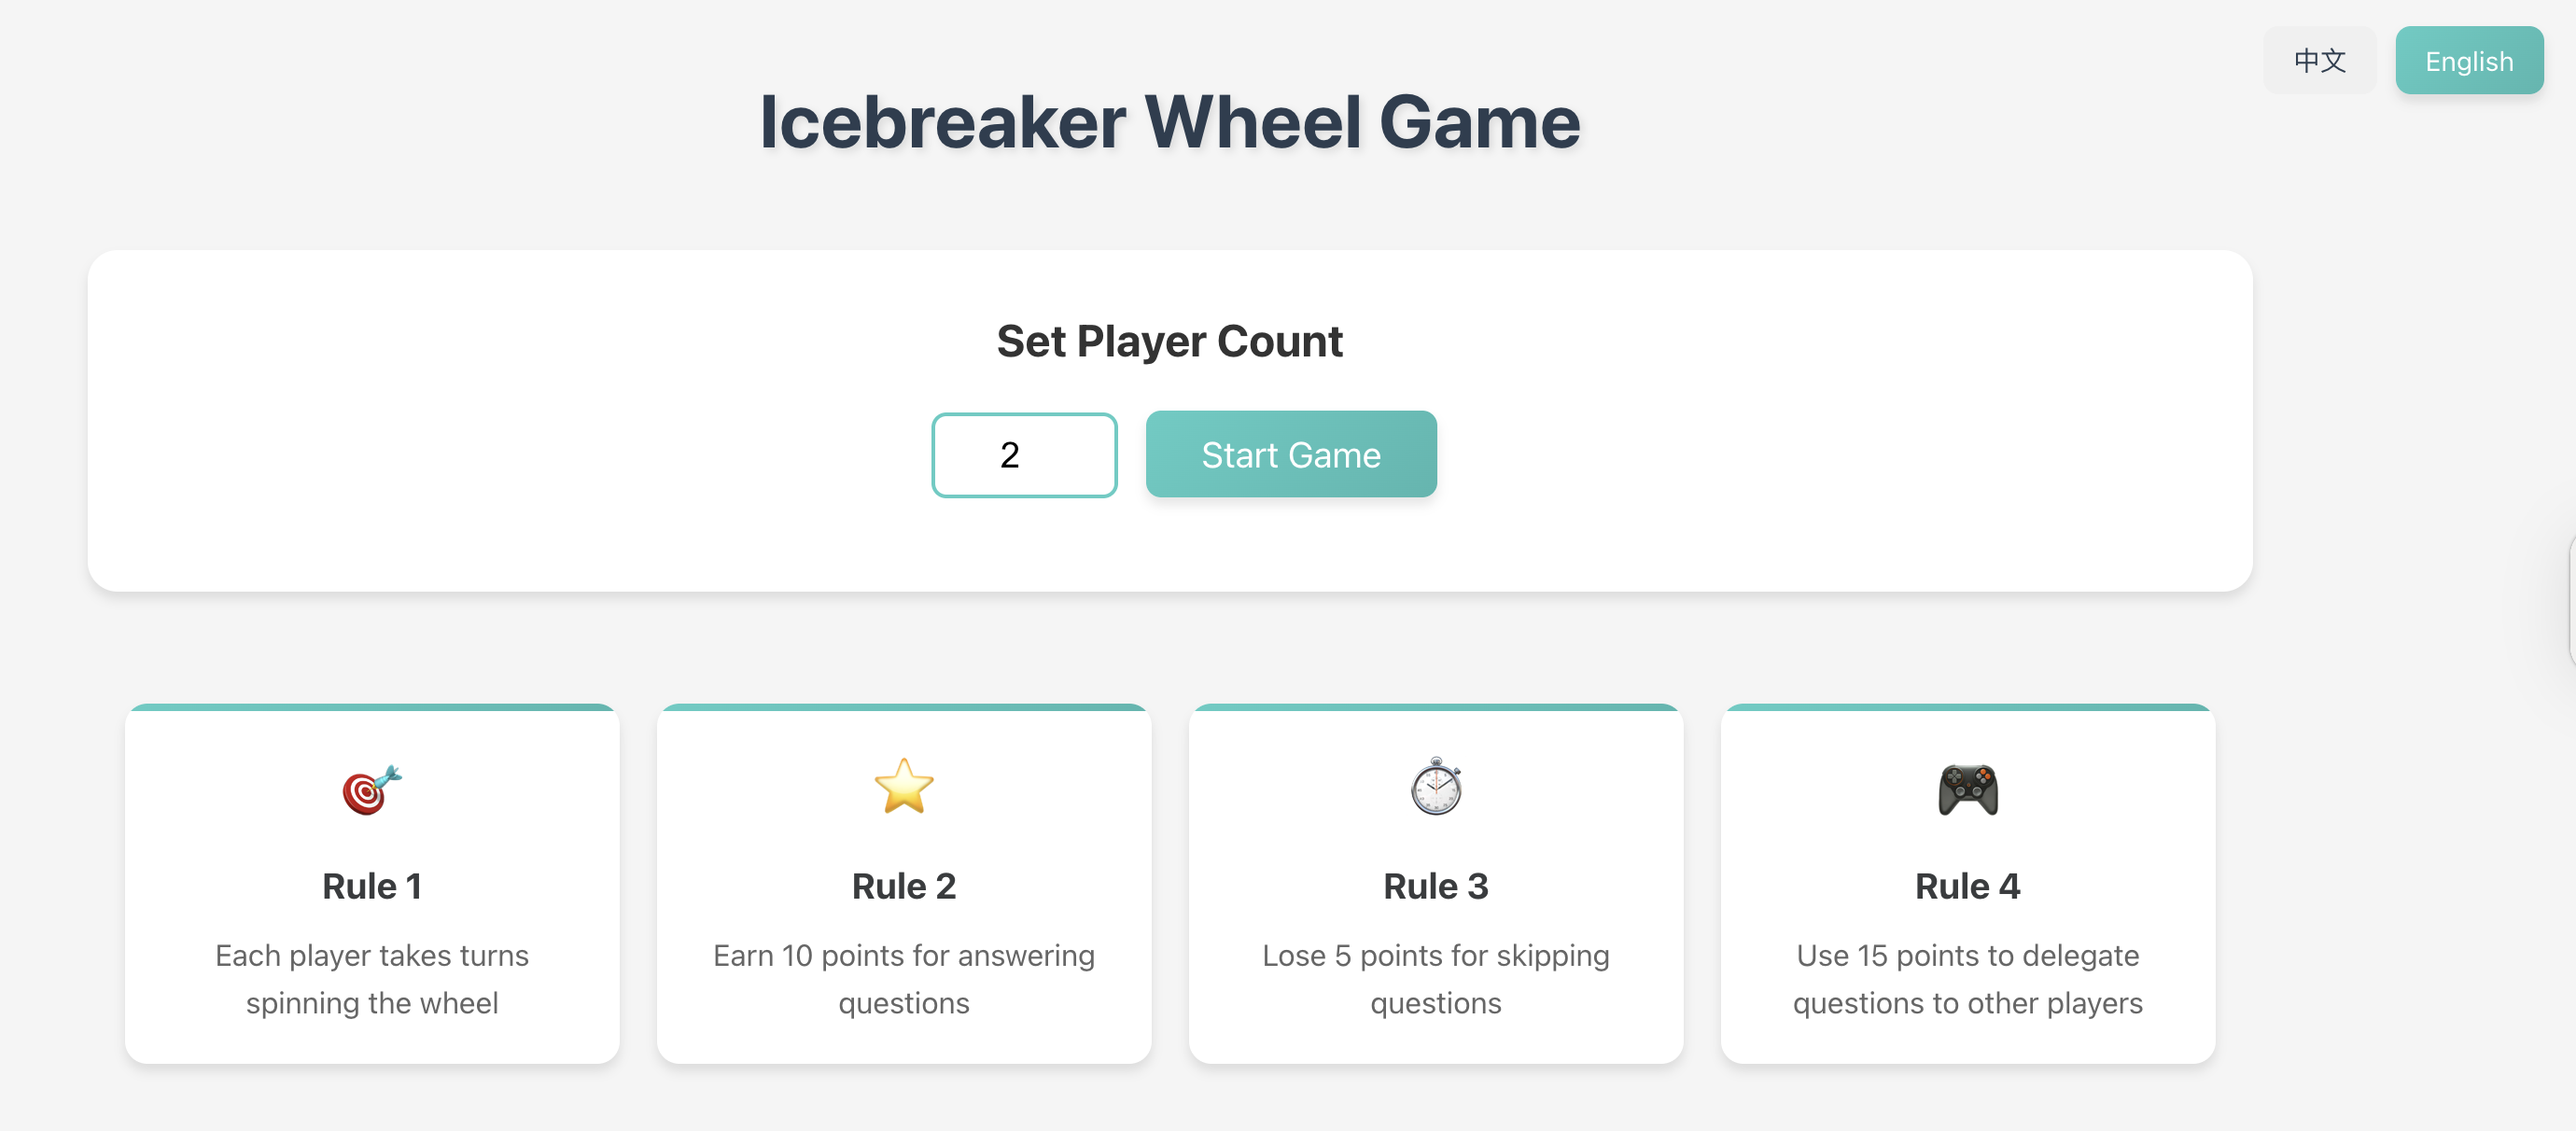 中文
English
Icebreaker Wheel Game
Set Player Count
2
Start Game
Rule 1
Each player takes turns
spinning the wheel
Rule 2
Earn 10 points for answering
questions
Rule 3
Lose 5 points for skipping
questions
Rule 4
Use 15 points to delegate
questions to other players